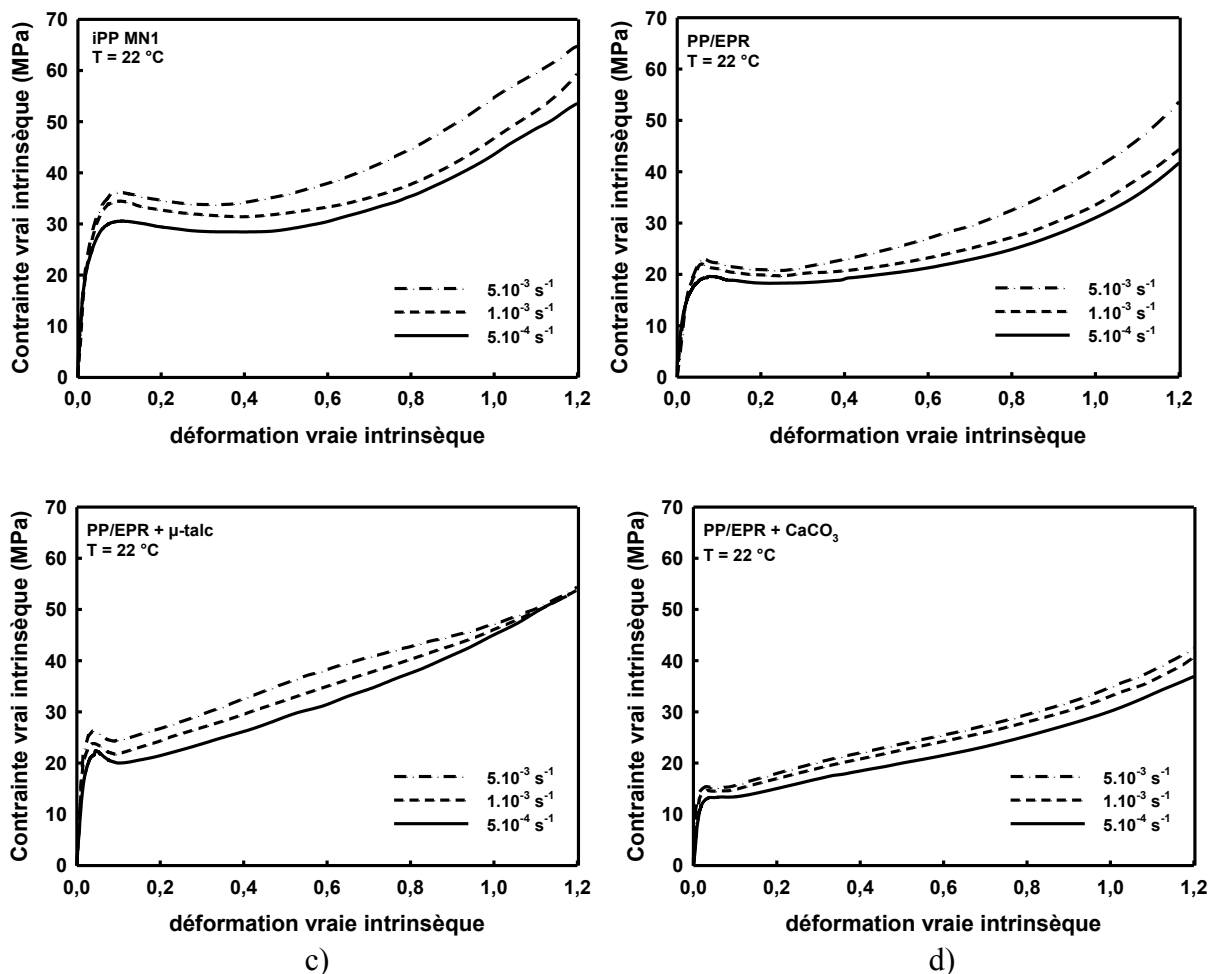 70
60
50
40
30
20
10
0
Contrainte vrai intrinsèque (MPa)
iPP MN1
T = 22 °C
5.10⁻³ s⁻¹
1.10⁻³ s⁻¹
5.10⁻⁴ s⁻¹
0,0 0,2 0,4 0,6 0,8 1,0 1,2
déformation vraie intrinsèque
70
60
50
40
30
20
10
0
Contrainte vrai intrinsèque (MPa)
PP/EPR
T = 22 °C
5.10⁻³ s⁻¹
1.10⁻³ s⁻¹
5.10⁻⁴ s⁻¹
0,0 0,2 0,4 0,6 0,8 1,0 1,2
déformation vraie intrinsèque
70
60
50
40
30
20
10
0
Contrainte vrai intrinsèque (MPa)
PP/EPR + µ-talc
T = 22 °C
5.10⁻³ s⁻¹
1.10⁻³ s⁻¹
5.10⁻⁴ s⁻¹
0,0 0,2 0,4 0,6 0,8 1,0 1,2
déformation vraie intrinsèque
c)
70
60
50
40
30
20
10
0
Contrainte vrai intrinsèque (MPa)
PP/EPR + CaCO₃
T = 22 °C
5.10⁻³ s⁻¹
1.10⁻³ s⁻¹
5.10⁻⁴ s⁻¹
0,0 0,2 0,4 0,6 0,8 1,0 1,2
déformation vraie intrinsèque
d)